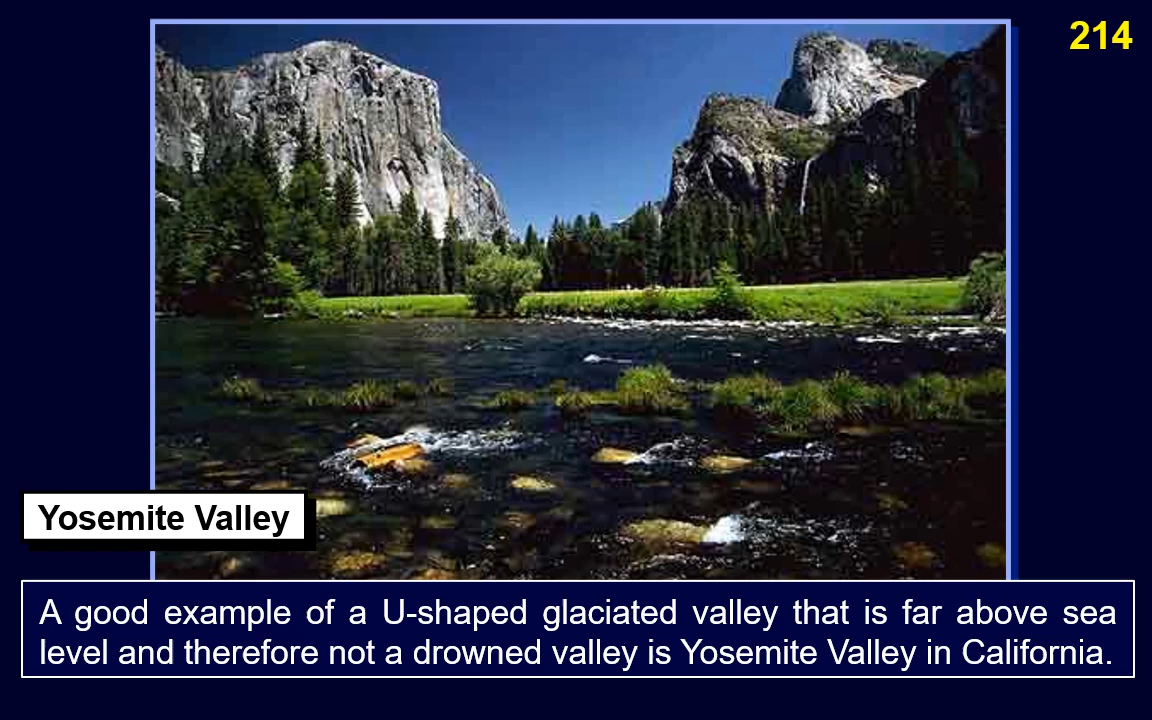 214
Yosemite Valley
A good example of a U-shaped glaciated valley that is far above sea
level and therefore not a drowned valley is Yosemite Valley in California.